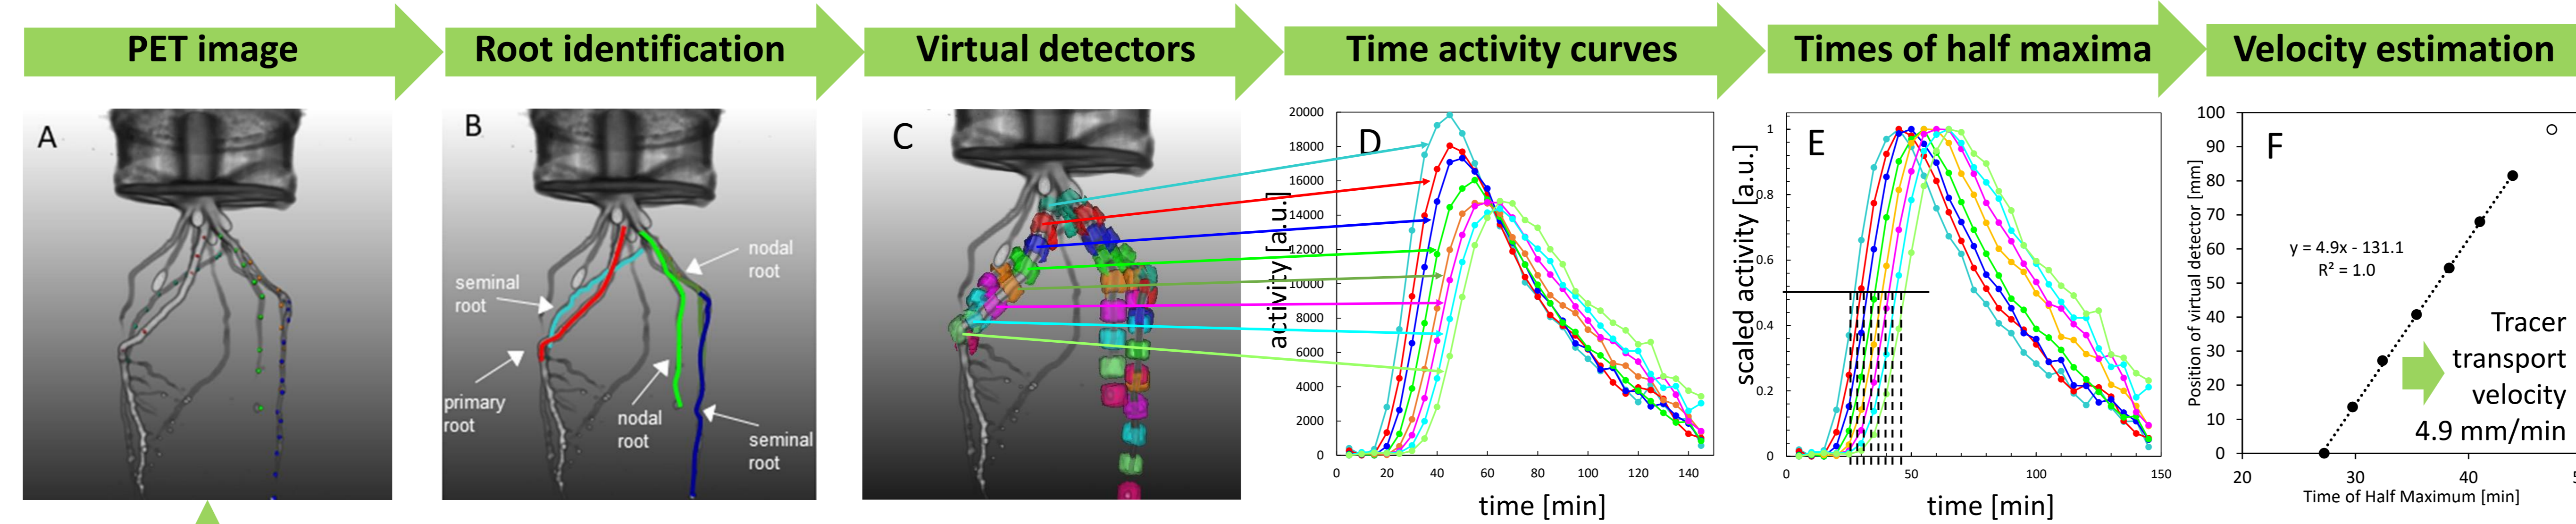 PET image
Root identification
Virtual detectors
Time activity curves
Times of half maxima
Velocity estimation
A
B
nodal
root
seminal
root
primary
root
nodal
root
seminal
root
C
D
activity [a.u.]
20000
18000
16000
14000
12000
10000
8000
6000
4000
2000
0
0
20
40
60
80
100
120
140
time [min]
E
scaled activity [a.u.]
1
0.8
0.6
0.4
0.2
0
0
50
100
150
time [min]
F
Position of virtual detector [mm]
100
90
80
70
60
50
40
30
20
10
0
y = 4.9x - 131.1
R² = 1.0
Tracer
transport
velocity
4.9 mm/min
20
30
40
Time of Half Maximum [min]